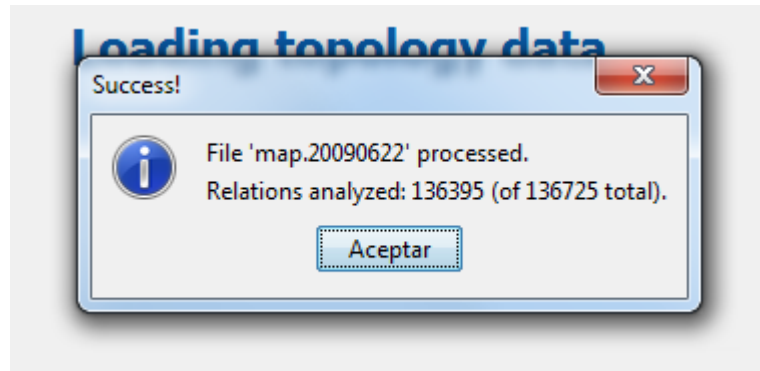 Loading topology data
Success!
File 'map.20090622' processed.
Relations analyzed: 136395 (of 136725 total).
Aceptar